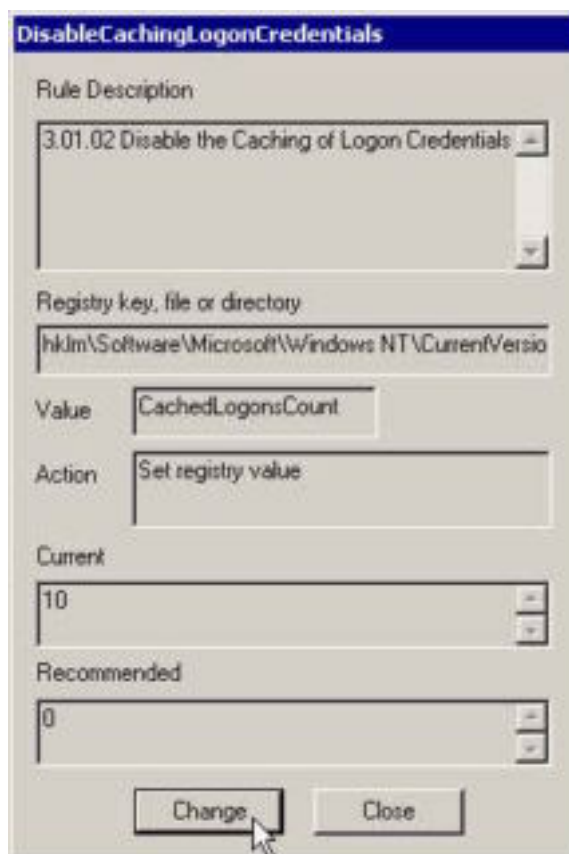 DisableCachingLogonCredentials
Rule Description
3.01.02 Disable the Caching of Logon Credentials
Registry key, file or directory
hklm\Software\Microsoft\Windows NT\CurrentVersio
Value
CachedLogonsCount
Action
Set registry value
Current
10
Recommended
0
Change
Close